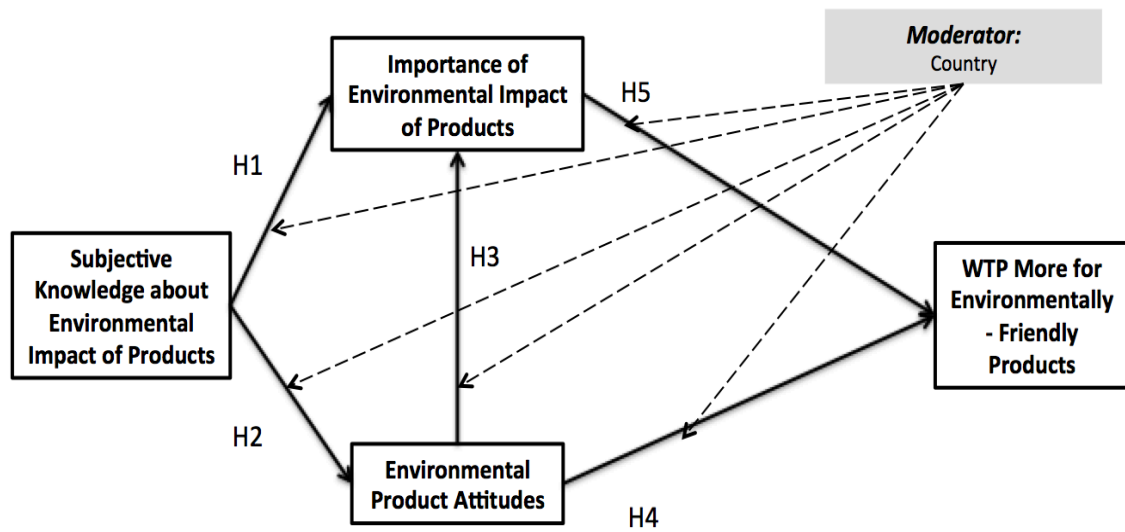 Moderator:
Country
Importance of
Environmental Impact
of Products
H5
H1
Subjective
Knowledge about
Environmental
Impact of Products
H3
WTP More for
Environmentally
- Friendly
Products
H2
Environmental
Product Attitudes
H4